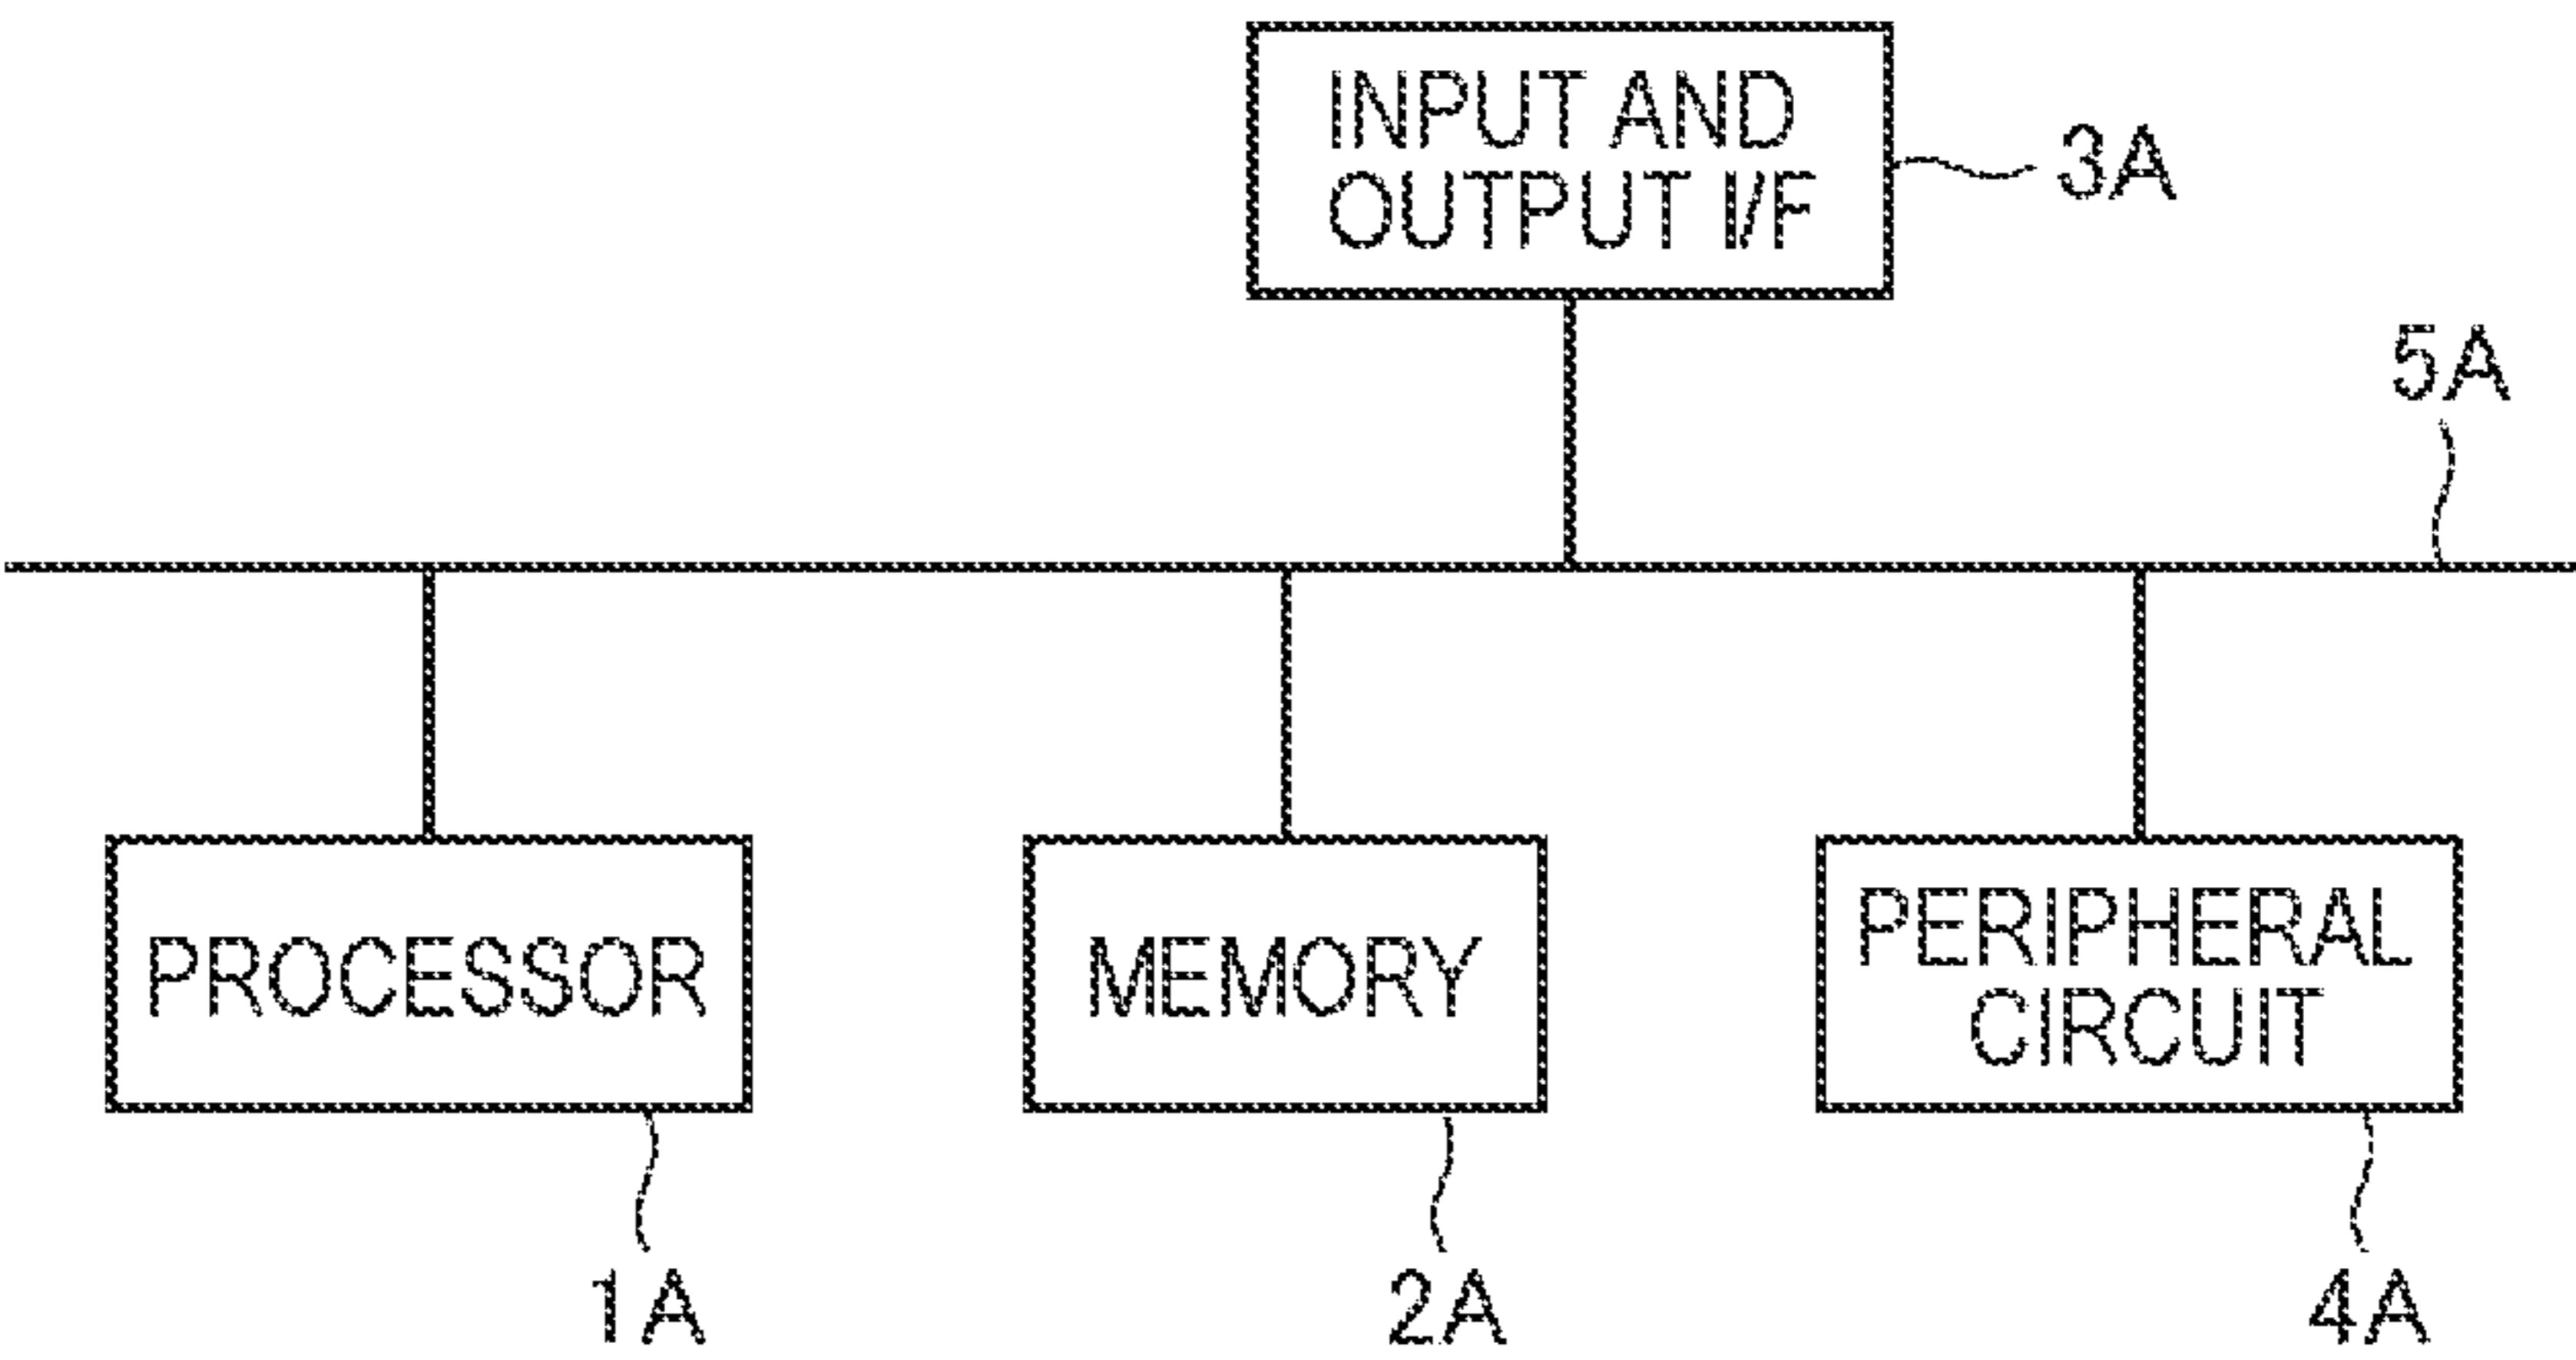 INPUT AND
OUTPUT I/F
3A
5A
PROCESSOR
MEMORY
PERIPHERAL
CIRCUIT
1A
2A
4A